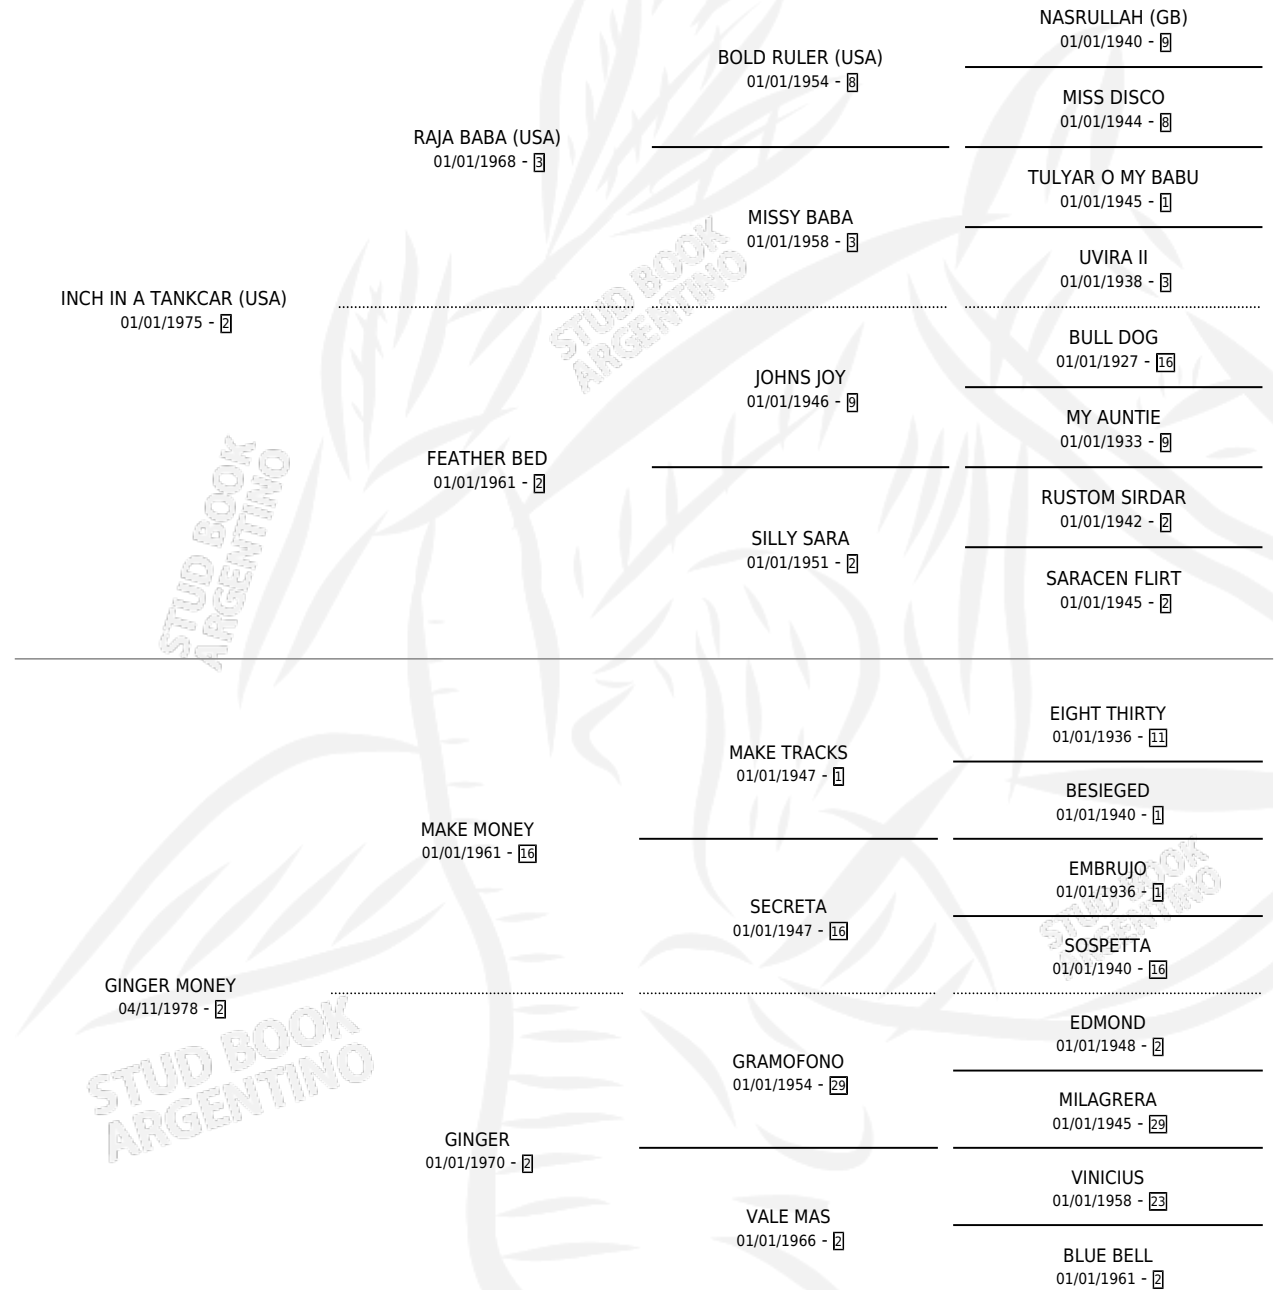 NASRULLAH (GB)
01/01/1940 - 9
BOLD RULER (USA)
01/01/1954 - 8
MISS DISCO
01/01/1944 - 8
RAJA BABA (USA)
01/01/1968 - 3
TULYAR O MY BABU
01/01/1945 - 1
MISSY BABA
01/01/1958 - 3
UVIRA II
01/01/1938 - 3
INCH IN A TANKCAR (USA)
01/01/1975 - 2
BULL DOG
01/01/1927 - 16
JOHNS JOY
01/01/1946 - 9
MY AUNTIE
01/01/1933 - 9
FEATHER BED
01/01/1961 - 2
RUSTOM SIRDAR
01/01/1942 - 2
SILLY SARA
01/01/1951 - 2
SARACEN FLIRT
01/01/1945 - 2
EIGHT THIRTY
01/01/1936 - 11
MAKE TRACKS
01/01/1947 - 1
BESIEGED
01/01/1940 - 1
MAKE MONEY
01/01/1961 - 16
EMBRUJO
01/01/1936 - 1
SECRETA
01/01/1947 - 16
SOSPETTA
01/01/1940 - 16
GINGER MONEY
04/11/1978 - 2
EDMOND
01/01/1948 - 2
GRAMOFONO
01/01/1954 - 29
MILAGRERA
01/01/1945 - 29
GINGER
01/01/1970 - 2
VINICIUS
01/01/1958 - 23
VALE MAS
01/01/1966 - 2
BLUE BELL
01/01/1961 - 2
STUD BOOK
ARGENTINO
STUD BOOK
ARGENTINO
STUD BOOK
ARGENTINO
STUD BOOK
ARGENTINO